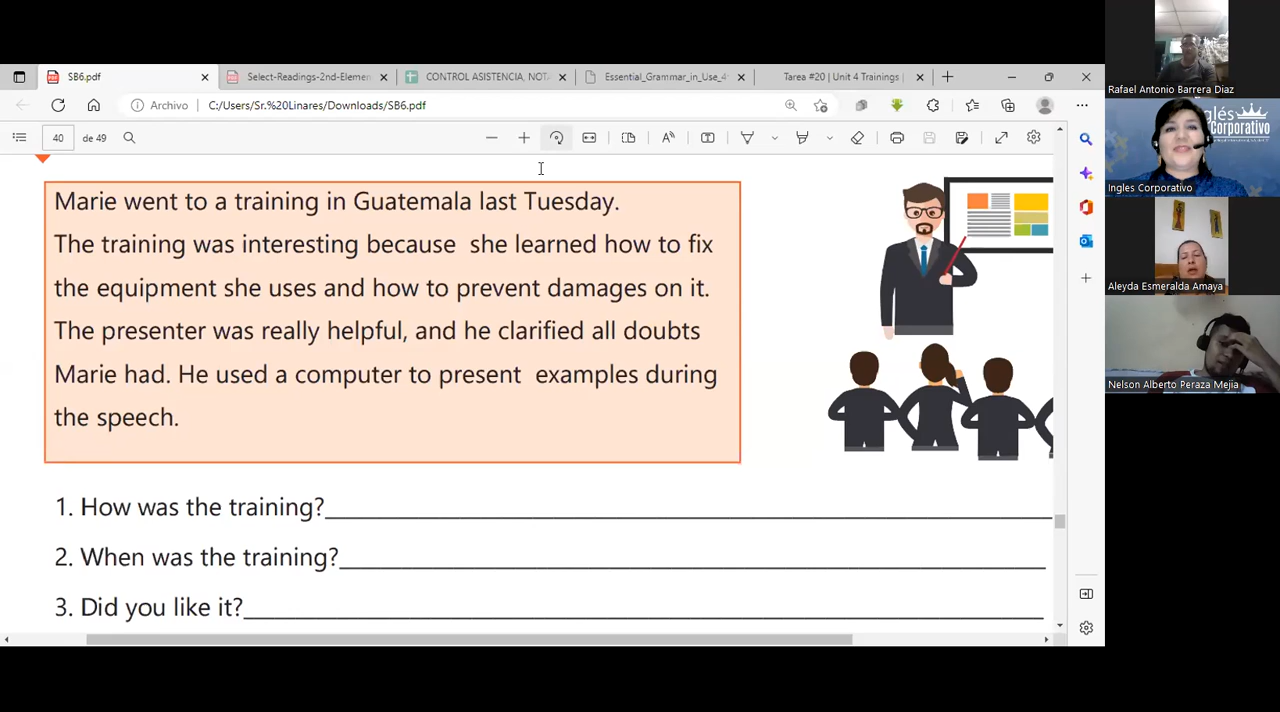 SB6.pdf
Select-Readings-2nd-Elemen
CONTROL ASISTENCIA, NOTA
Essential_Grammar_in_Use_4
Tarea #20 | Unit 4 Trainings |
Archivo
C:/Users/Sr.%20Linares/Downloads/SB6.pdf
40
de 49
Marie went to a training in Guatemala last Tuesday.
The training was interesting because she learned how to fix
the equipment she uses and how to prevent damages on it.
The presenter was really helpful, and he clarified all doubts
Marie had. He used a computer to present examples during
the speech.
1. How was the training?
2. When was the training?
3. Did you like it?
Rafael Antonio Barrera Diaz
Inglés
Corporativo
Ingles Corporativo
Aleyda Esmeralda Amaya
Nelson Alberto Peraza Mejia